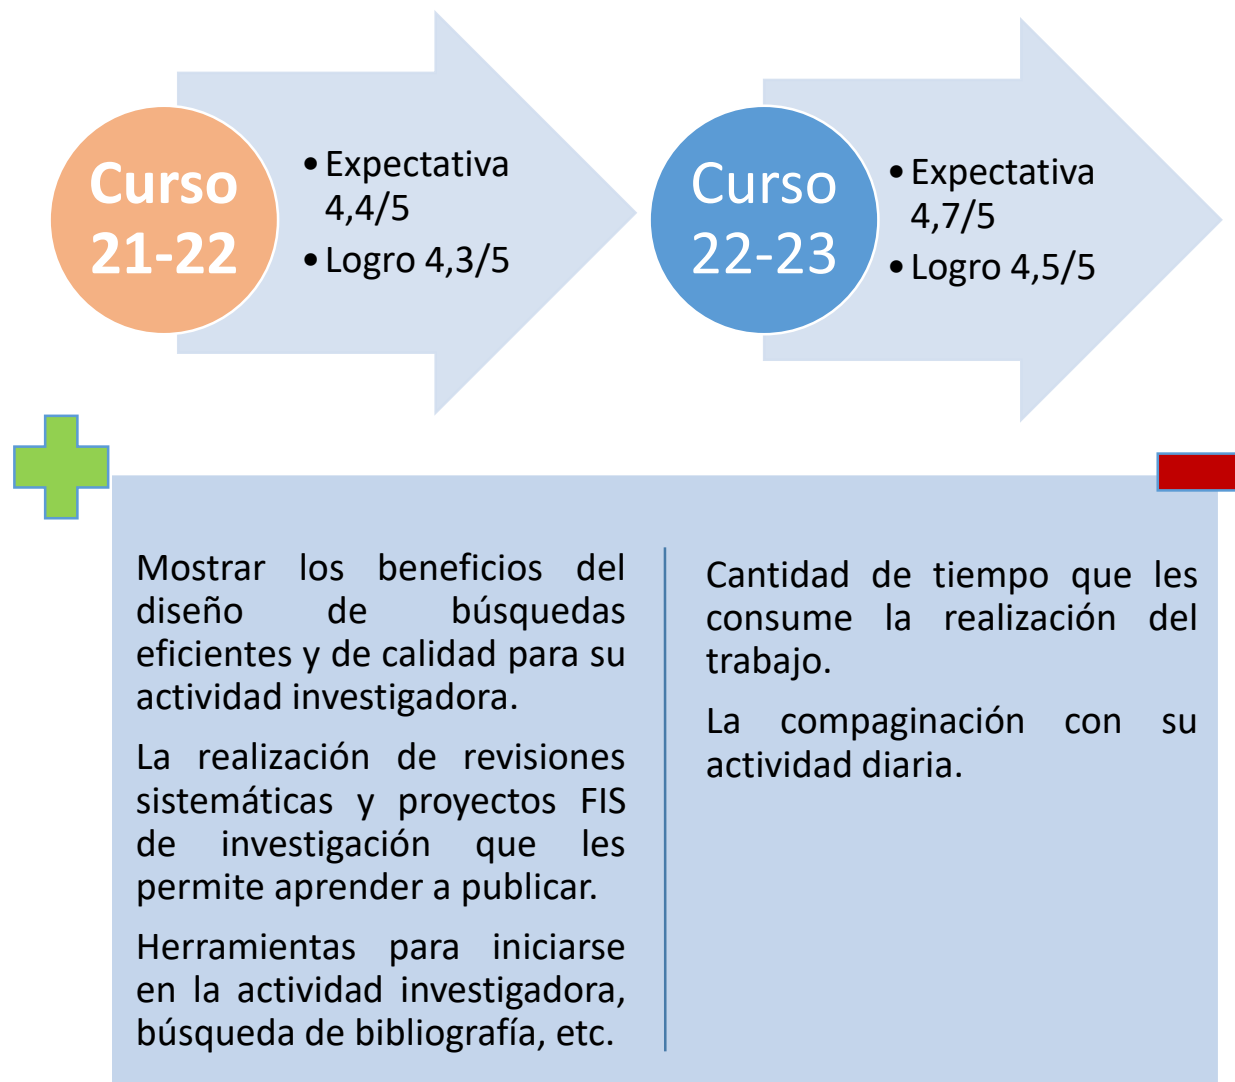 Curso
21-22
• Expectativa
4,4/5
• Logro 4,3/5
Curso
22-23
• Expectativa
4,7/5
• Logro 4,5/5
Mostrar los beneficios del
diseño de búsquedas
eficientes y de calidad para su
actividad investigadora.
La realización de revisiones
sistemáticas y proyectos FIS
de investigación que les
permite aprender a publicar.
Herramientas para iniciarse
en la actividad investigadora,
búsqueda de bibliografía, etc.
Cantidad de tiempo que les
consume la realización del
trabajo.
La compaginación con su
actividad diaria.